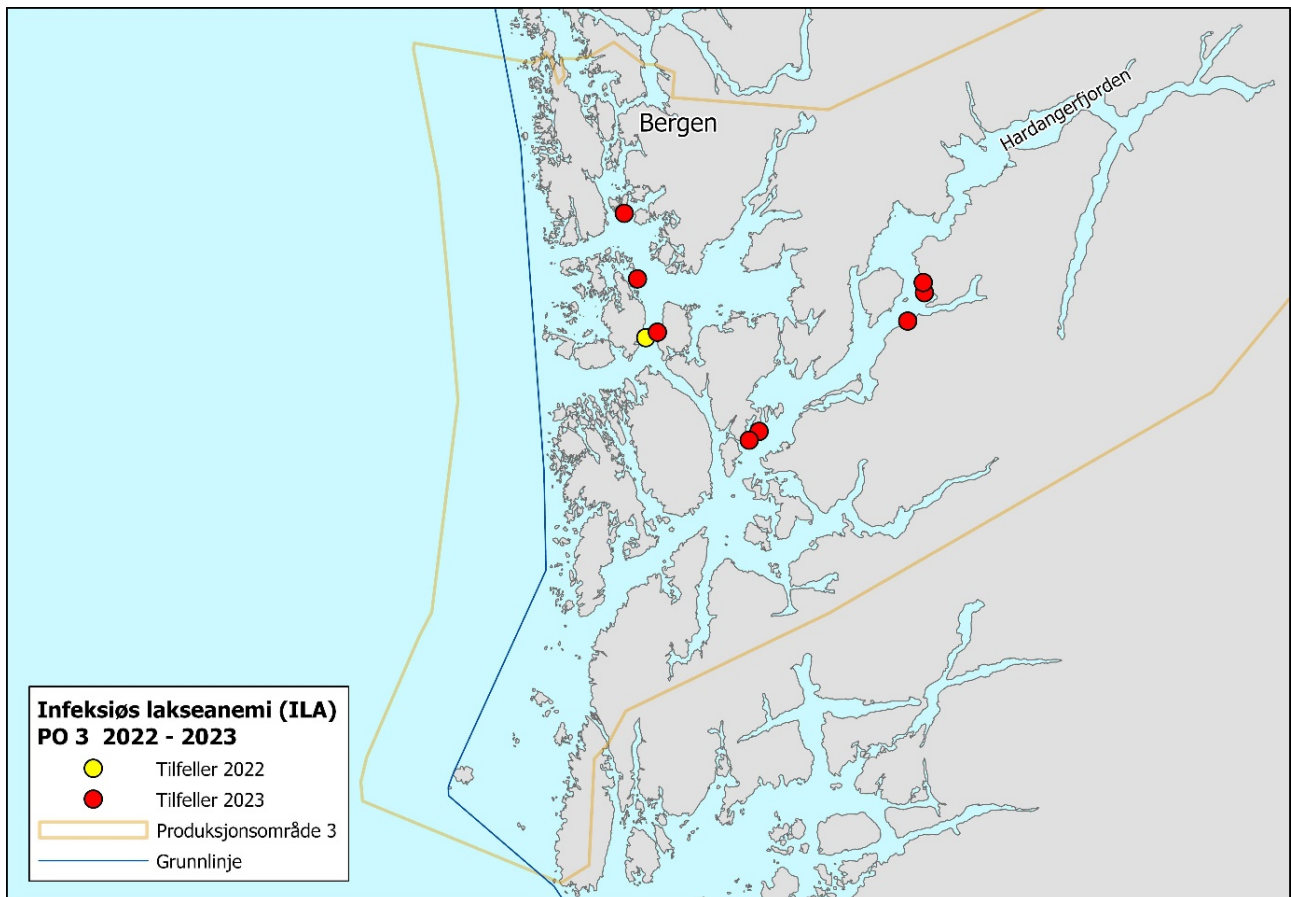 Bergen
Hardangerfjorden
Infeksiøs lakseanemi (ILA)
PO 3 2022 - 2023
Tilfeller 2022
Tilfeller 2023
Produksjonsområde 3
Grunnlinje